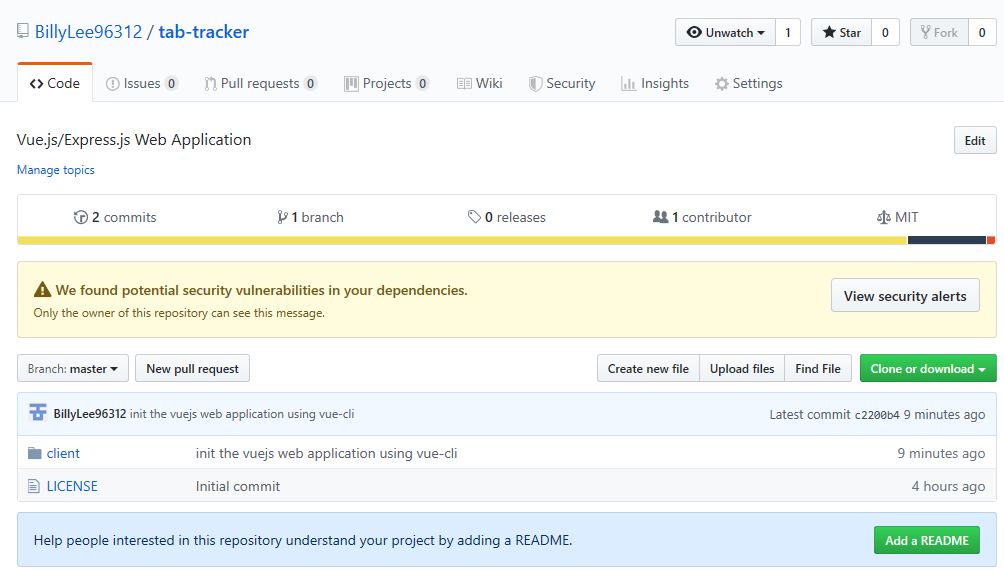 BillyLee96312 / tab-tracker Unwatch 1 Star 0 Fork 0
Code Issues 0 Pull requests 0 Projects 0 Wiki Security Insights Settings
Vue.js/Express.js Web Application Edit
Manage topics
2 commits 1 branch 0 releases 1 contributor MIT
We found potential security vulnerabilities in your dependencies.
Only the owner of this repository can see this message.
View security alerts
Branch: master New pull request Create new file Upload files Find File Clone or download
BillyLee96312 init the vuejs web application using vue-cli Latest commit c2200b4 9 minutes ago
client init the vuejs web application using vue-cli 9 minutes ago
LICENSE Initial commit 4 hours ago
Help people interested in this repository understand your project by adding a README. Add a README